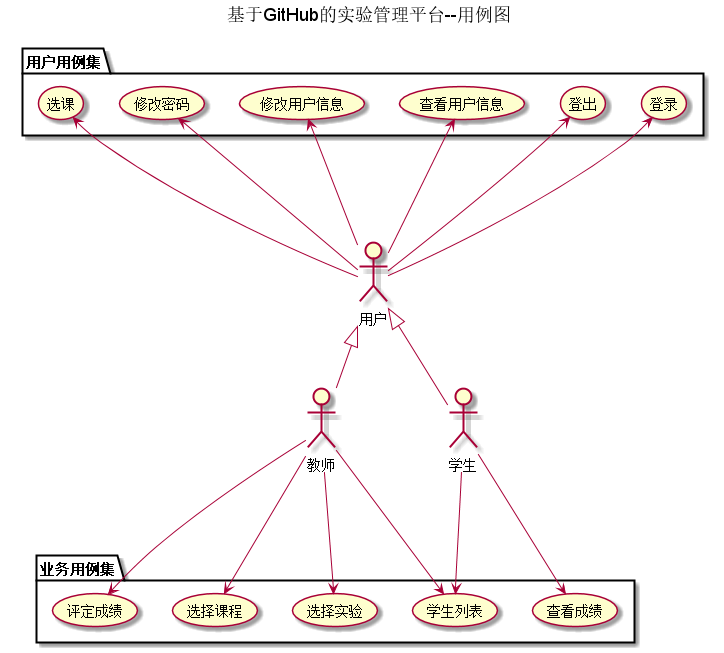 基于GitHub的实验管理平台--用例图
用户用例集
选课
修改密码
修改用户信息
查看用户信息
登出
登录
用户
教师
学生
业务用例集
评定成绩
选择课程
选择实验
学生列表
查看成绩